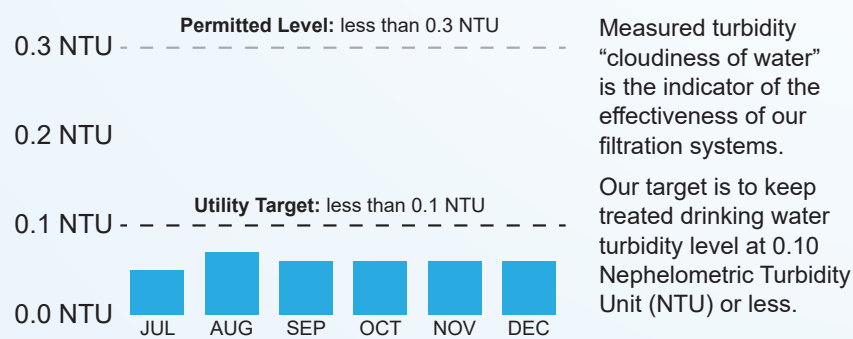 Permitted Level: less than 0.3 NTU
0.3 NTU
0.2 NTU
Utility Target: less than 0.1 NTU
0.1 NTU
0.0 NTU
JUL AUG SEP OCT NOV DEC
Measured turbidity
“cloudiness of water”
is the indicator of the
effectiveness of our
filtration systems.
Our target is to keep
treated drinking water
turbidity level at 0.10
Nephelometric Turbidity
Unit (NTU) or less.